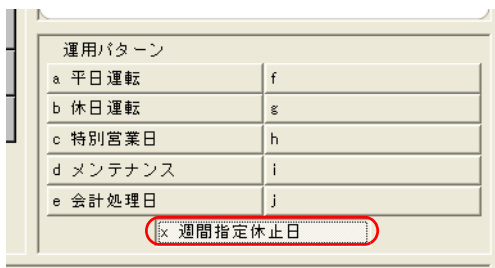 運用パターン
a 平日運転 f
b 休日運転 g
c 特別営業日 h
d メンテナンス i
e 会計処理日 j
x 週間指定休止日